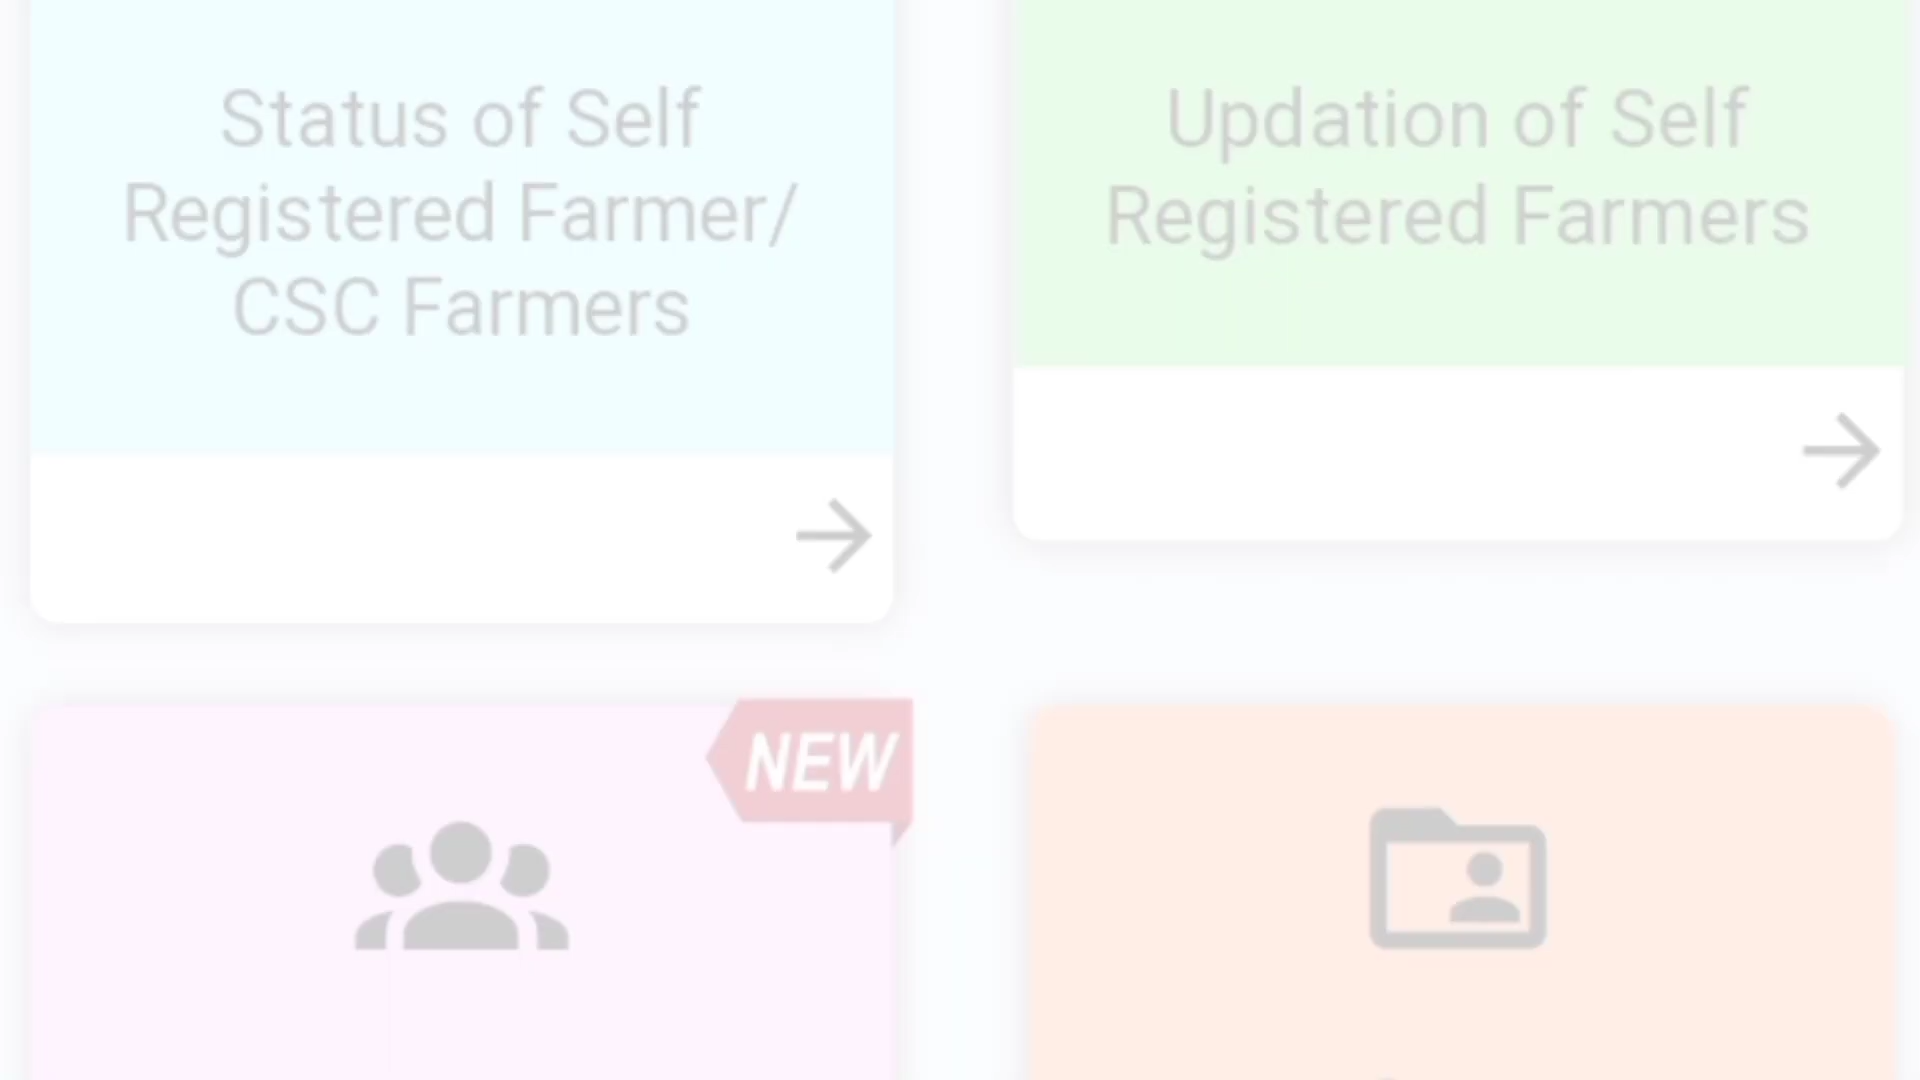 Status of Self
Registered Farmer/
CSC Farmers
Updation of Self
Registered Farmers
NEW